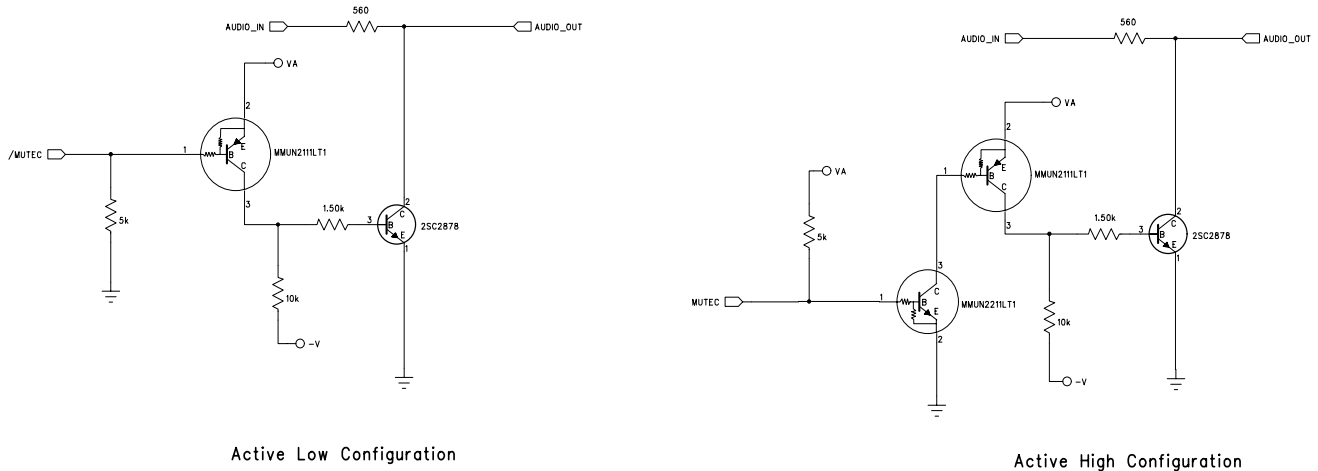 560
AUDIO_IN
AUDIO_OUT
VA
2
E
/MUTEC
1
B
MMUN2111LT1
C
3
5k
1.50k
3
2
C
B
E
2SC2878
1
10k
-V
Active Low Configuration
560
AUDIO_IN
AUDIO_OUT
VA
2
E
1
B
MMUN2111LT1
C
VA
3
5k
1.50k
3
2
C
B
E
2SC2878
1
3
C
MUTEC
1
B
MMUN2211LT1
E
2
10k
-V
Active High Configuration